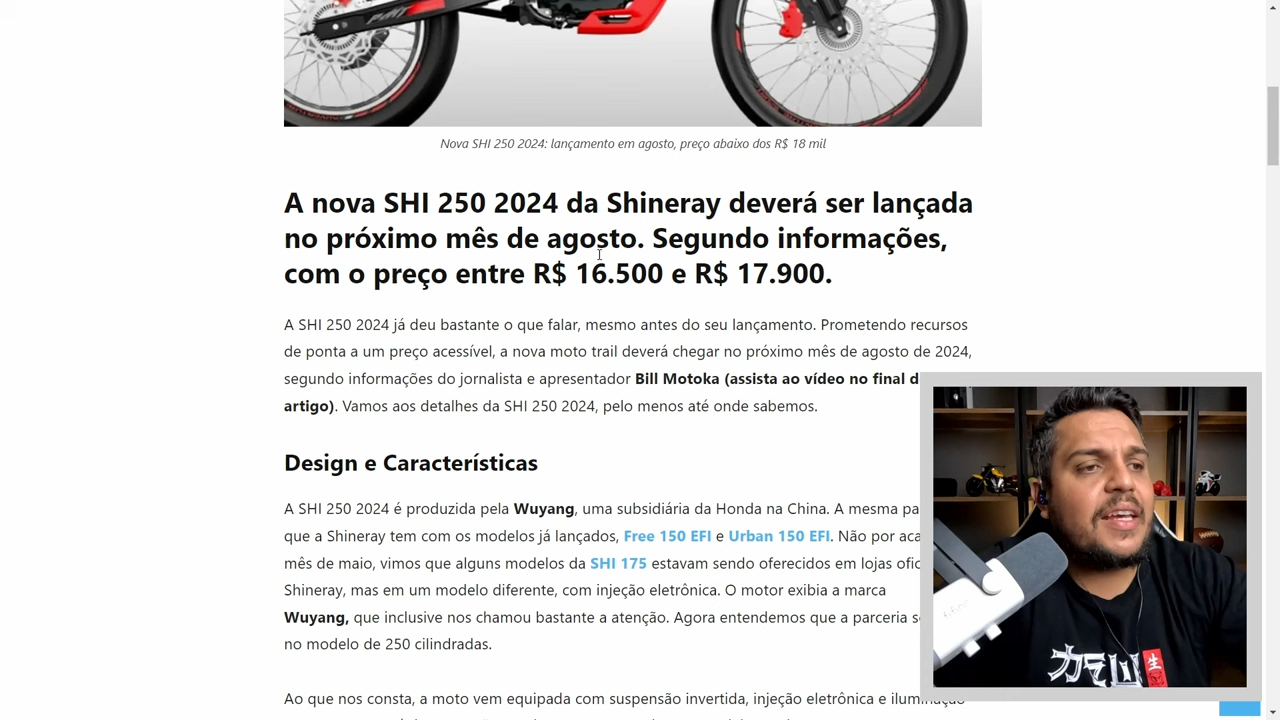 Nova SHI 250 2024: lançamento em agosto, preço abaixo dos R$ 18 mil
A nova SHI 250 2024 da Shineray deverá ser lançada
no próximo mês de agosto. Segundo informações,
com o preço entre R$ 16.500 e R$ 17.900.
A SHI 250 2024 já deu bastante o que falar, mesmo antes do seu lançamento. Prometendo recursos
de ponta a um preço acessível, a nova moto trail deverá chegar no próximo mês de agosto de 2024,
segundo informações do jornalista e apresentador Bill Motoka (assista ao vídeo no final d
artigo). Vamos aos detalhes da SHI 250 2024, pelo menos até onde sabemos.
Design e Características
A SHI 250 2024 é produzida pela Wuyang, uma subsidiária da Honda na China. A mesma pa
que a Shineray tem com os modelos já lançados, Free 150 EFI e Urban 150 EFI. Não por aca
mês de maio, vimos que alguns modelos da SHI 175 estavam sendo oferecidos em lojas ofic
Shineray, mas em um modelo diferente, com injeção eletrônica. O motor exibia a marca
Wuyang, que inclusive nos chamou bastante a atenção. Agora entendemos que a parceria s
no modelo de 250 cilindradas.
Ao que nos consta, a moto vem equipada com suspensão invertida, injeção eletrônica e iluminação